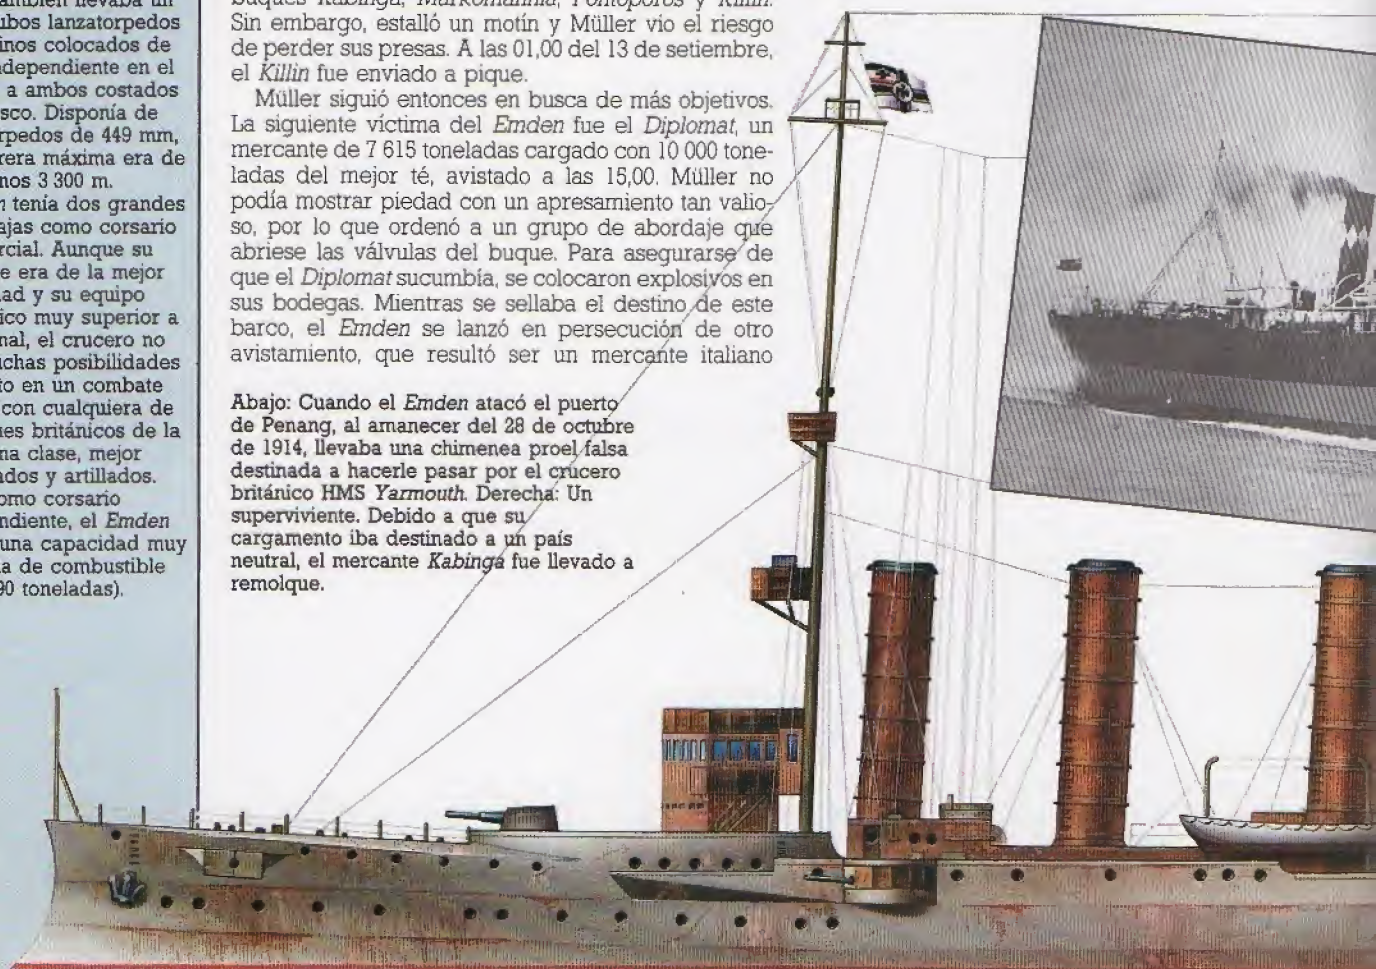 también llevaba un
ubos lanzatorpedos
inos colocados de
dependiente en el
a ambos costados
sco. Disponía de
rpedos de 449 mm,
rera máxima era de
nos 3 300 m.
n tenía dos grandes
ajas como corsario
rcial. Aunque su
e era de la mejor
ad y su equipo
ico muy superior a
nal, el crucero no
uchas posibilidades
to en un combate
con cualquiera de
nes británicos de la
na clase, mejor
ados y artillados.
omo corsario
ndiente, el Emden
una capacidad muy
a de combustible
90 toneladas).
buques Kabinga, Markomannia, Pontoporos y Killin.
Sin embargo, estalló un motín y Müller vio el riesgo
de perder sus presas. A las 01,00 del 13 de setiembre,
el Killin fue enviado a pique.
Müller siguió entonces en busca de más objetivos.
La siguiente víctima del Emden fue el Diplomat, un
mercante de 7 615 toneladas cargado con 10 000 tone-
ladas del mejor té, avistado a las 15,00. Müller no
podía mostrar piedad con un apresamiento tan valio-
so, por lo que ordenó a un grupo de abordaje que
abriese las válvulas del buque. Para asegurarse de
que el Diplomat sucumbía, se colocaron explosivos en
sus bodegas. Mientras se sellaba el destino de este
barco, el Emden se lanzó en persecución de otro
avistamiento, que resultó ser un mercante italiano
Abajo: Cuando el Emden atacó el puerto
de Penang, al amanecer del 28 de octubre
de 1914, llevaba una chimenea proel falsa
destinada a hacerle pasar por el crucero
británico HMS Yarmouth. Derecha: Un
superviviente. Debido a que su
cargamento iba destinado a un país
neutral, el mercante Kabinga fue llevado a
remolque.